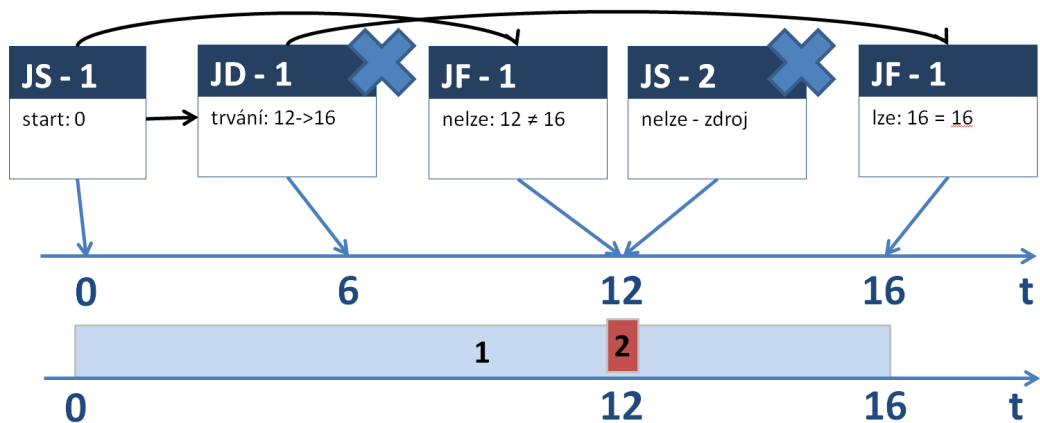 JS - 1
start: 0
JD - 1
trvání: 12->16
JF - 1
nelze: 12 ≠ 16
JS - 2
nelze - zdroj
JF - 1
lze: 16 = 16
0 6 12 16 t
1 2
0 12 16 t